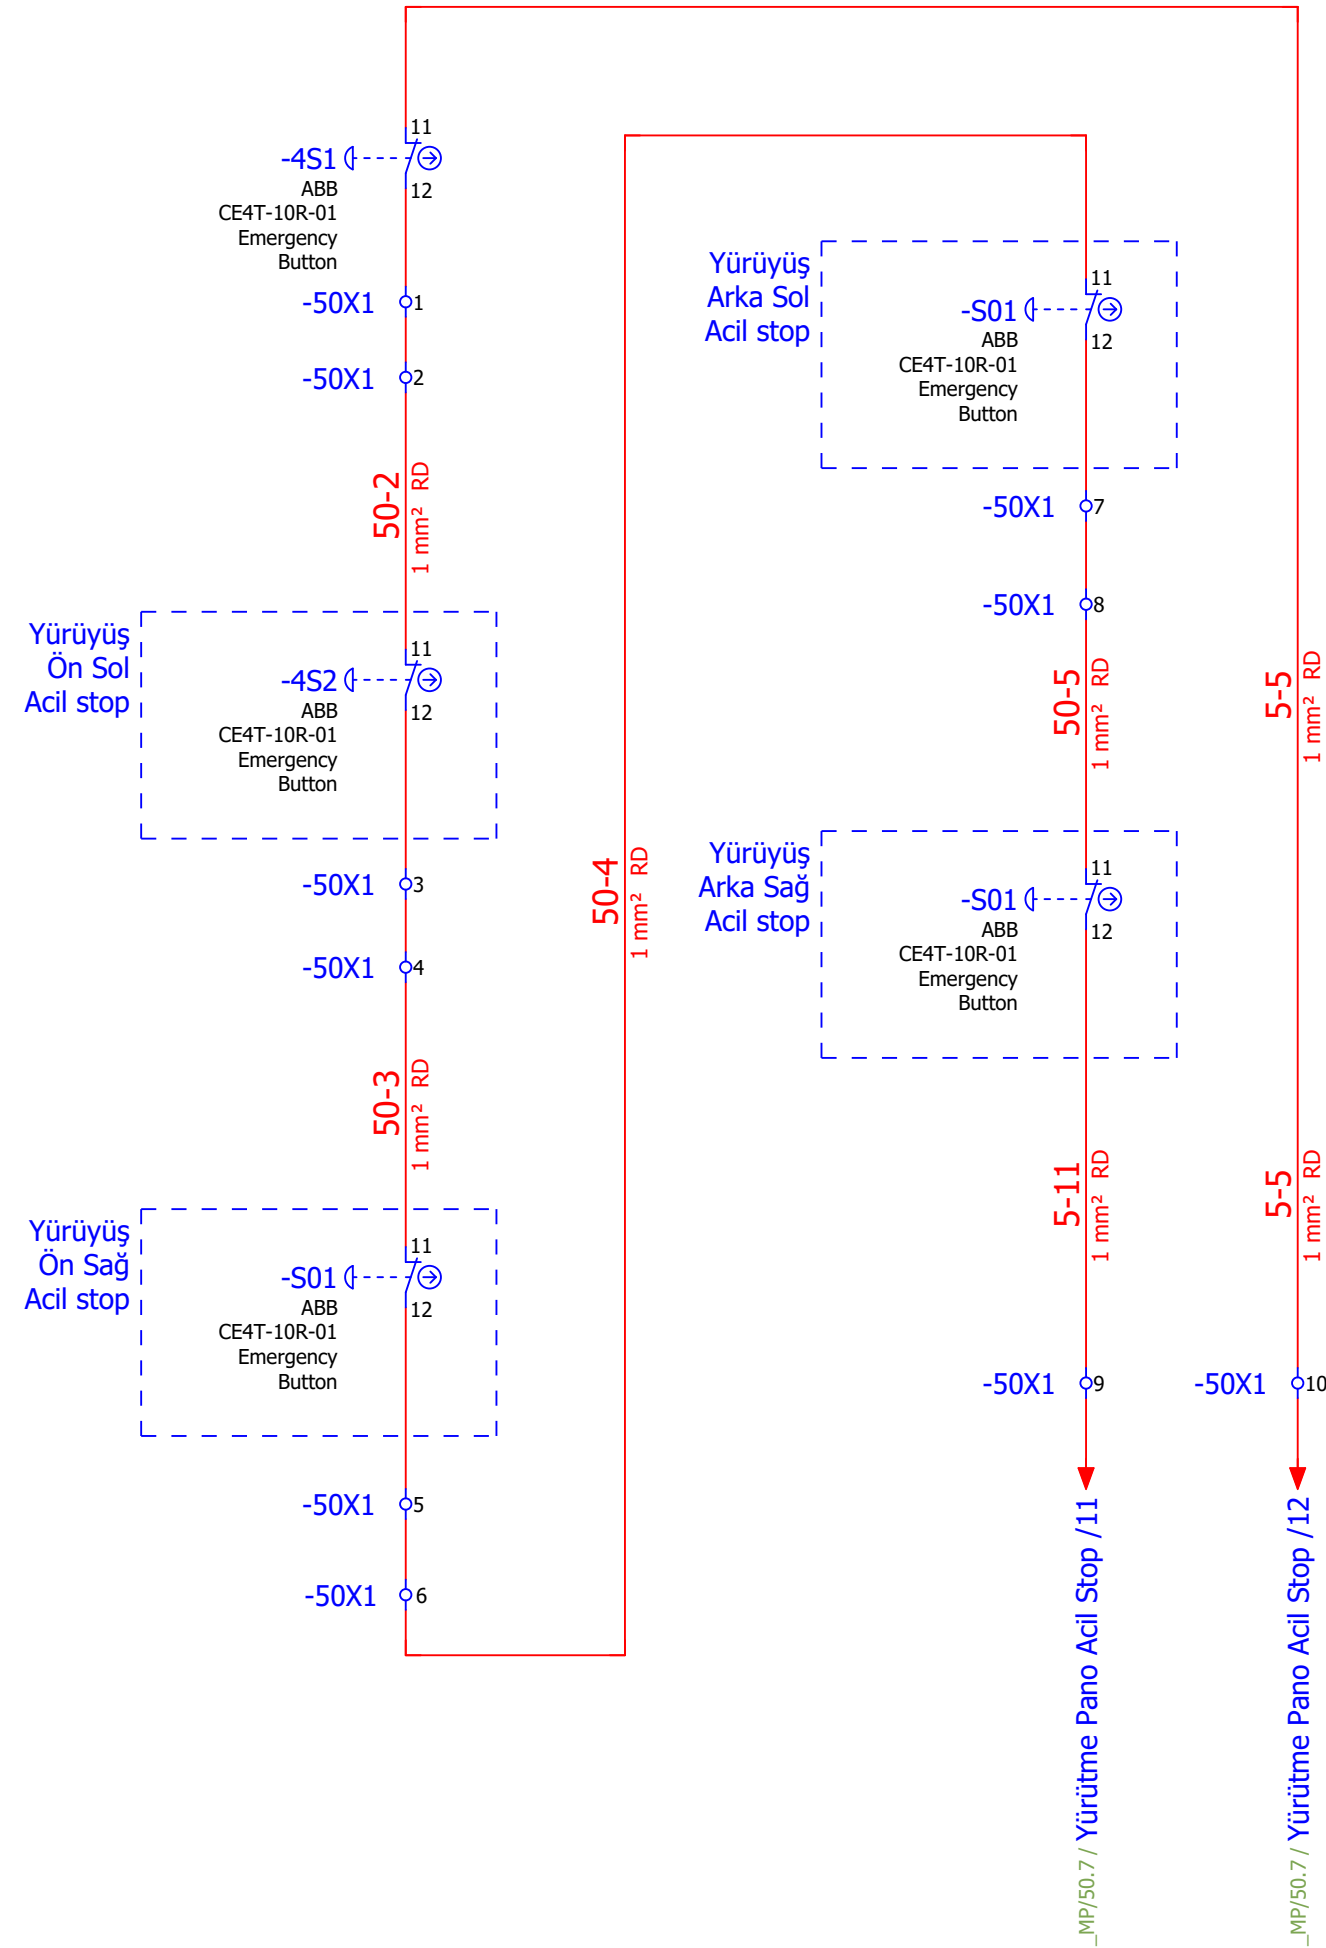 11
-4S1
12
ABB
CE4T-10R-01
Emergency
Button
-50X1 1
-50X1 2
50-2
1 mm² RD
Yürüyüş
Ön Sol
Acil stop
11
-4S2
12
ABB
CE4T-10R-01
Emergency
Button
-50X1 3
-50X1 4
50-3
1 mm² RD
Yürüyüş
Ön Sağ
Acil stop
11
-S01
12
ABB
CE4T-10R-01
Emergency
Button
-50X1 5
-50X1 6
50-4
1 mm² RD
Yürüyüş
Arka Sol
Acil stop
11
-S01
12
ABB
CE4T-10R-01
Emergency
Button
-50X1 7
-50X1 8
50-5
1 mm² RD
Yürüyüş
Arka Sağ
Acil stop
11
-S01
12
ABB
CE4T-10R-01
Emergency
Button
5-11
1 mm² RD
-50X1 9
_MP/50.7 / Yürütme Pano Acil Stop /11
5-5
1 mm² RD
5-5
1 mm² RD
-50X1 10
_MP/50.7 / Yürütme Pano Acil Stop /12